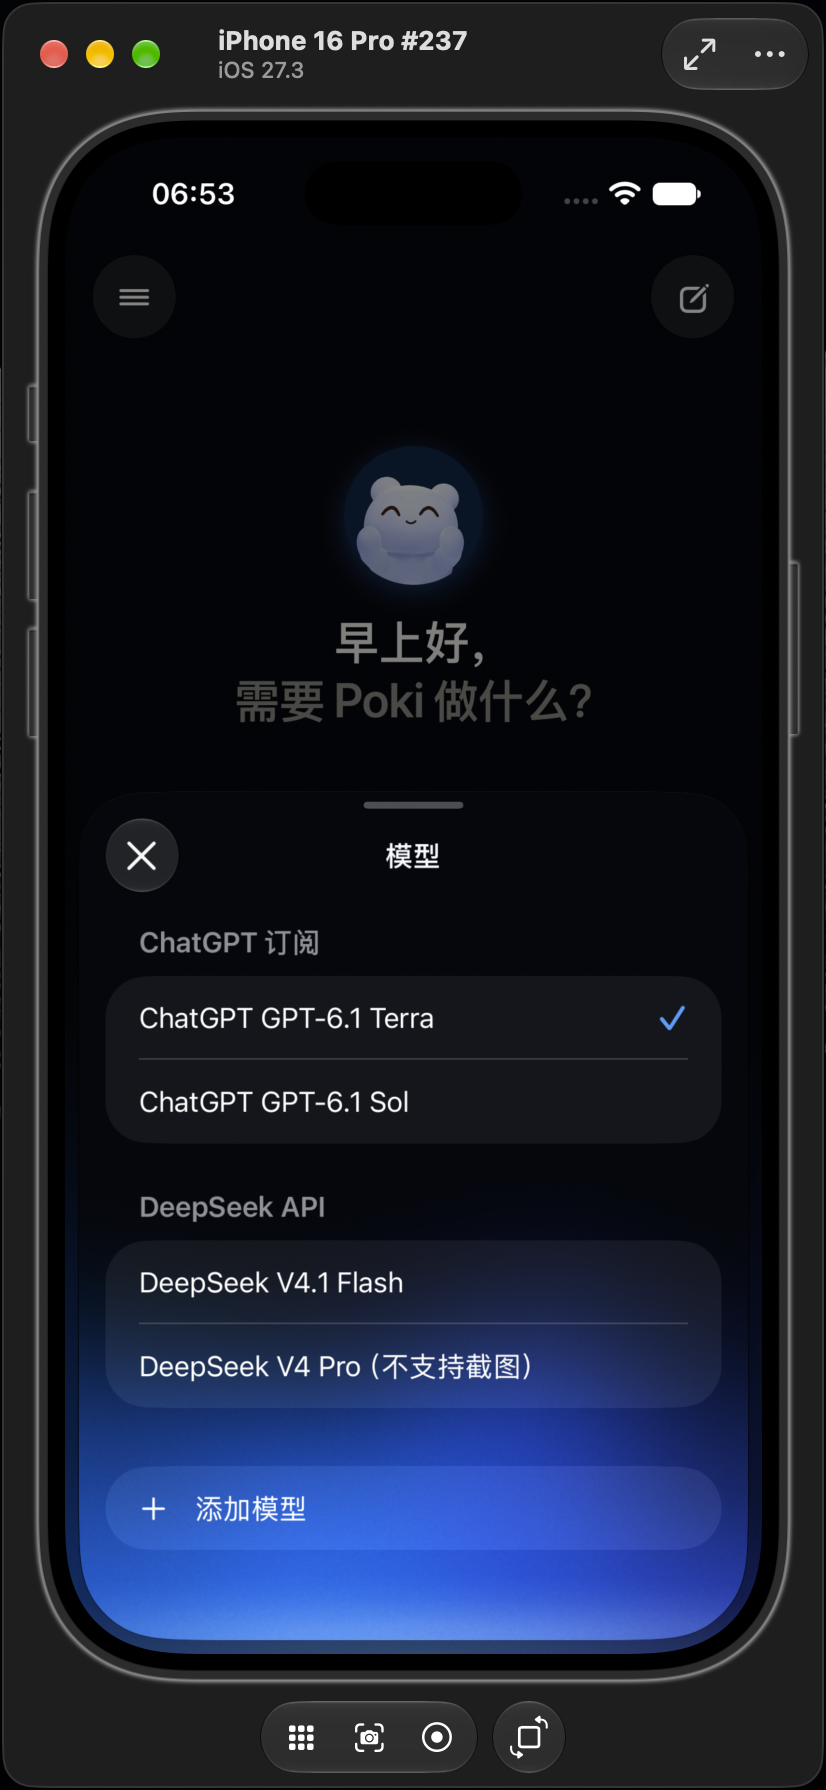 iPhone 16 Pro #237
iOS 27.3
06:53
早上好，
需要 Poki 做什么？
模型
ChatGPT 订阅
ChatGPT GPT-6.1 Terra
ChatGPT GPT-6.1 Sol
DeepSeek API
DeepSeek V4.1 Flash
DeepSeek V4 Pro（不支持截图）
添加模型